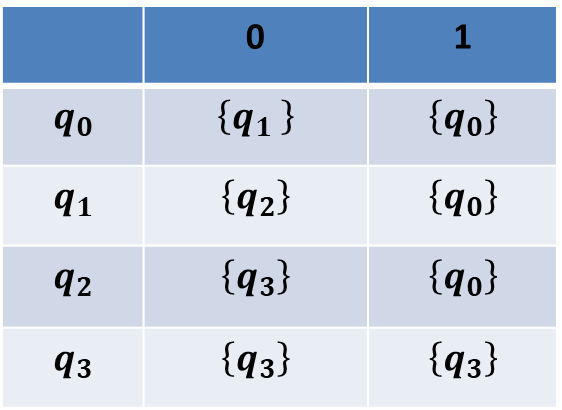 0 1
q₀ {q₁ } {q₀}
q₁ {q₂} {q₀}
q₂ {q₃} {q₀}
q₃ {q₃} {q₃}